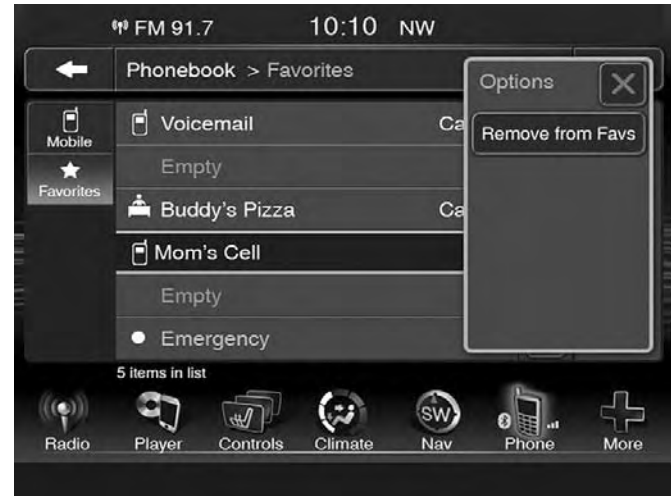 FM 91.7 10:10 NW
Phonebook > Favorites
Options
Mobile
Voicemail Ca
Remove from Favs
Empty
Favorites
Buddy's Pizza Ca
Mom's Cell
Empty
Emergency
5 items in list
SW
Radio Player Controls Climate Nav Phone More